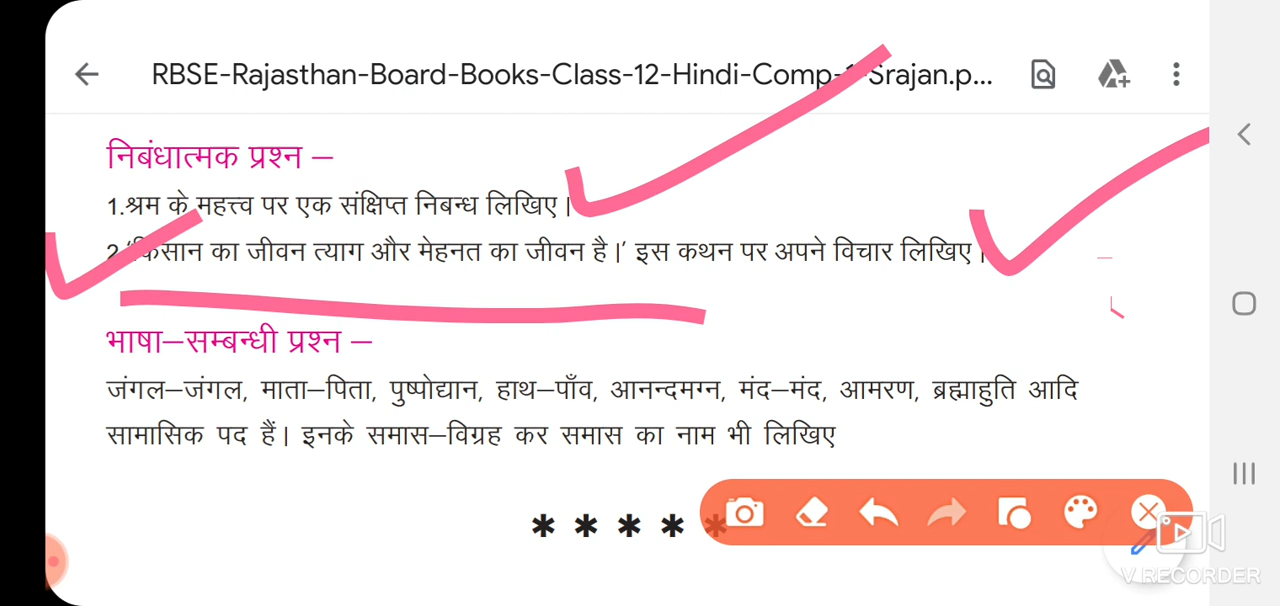 RBSE-Rajasthan-Board-Books-Class-12-Hindi-Comp-1-Srajan.p...
निबंधात्मक प्रश्न –
1.श्रम के महत्त्व पर एक संक्षिप्त निबन्ध लिखिए।
2.‘किसान का जीवन त्याग और मेहनत का जीवन है।’ इस कथन पर अपने विचार लिखिए।
भाषा–सम्बन्धी प्रश्न –
जंगल–जंगल, माता–पिता, पुष्पोद्यान, हाथ–पाँव, आनन्दमग्न, मंद–मंद, आमरण, ब्रह्माहुति आदि
सामासिक पद हैं। इनके समास–विग्रह कर समास का नाम भी लिखिए
* * * * *
V RECORDER